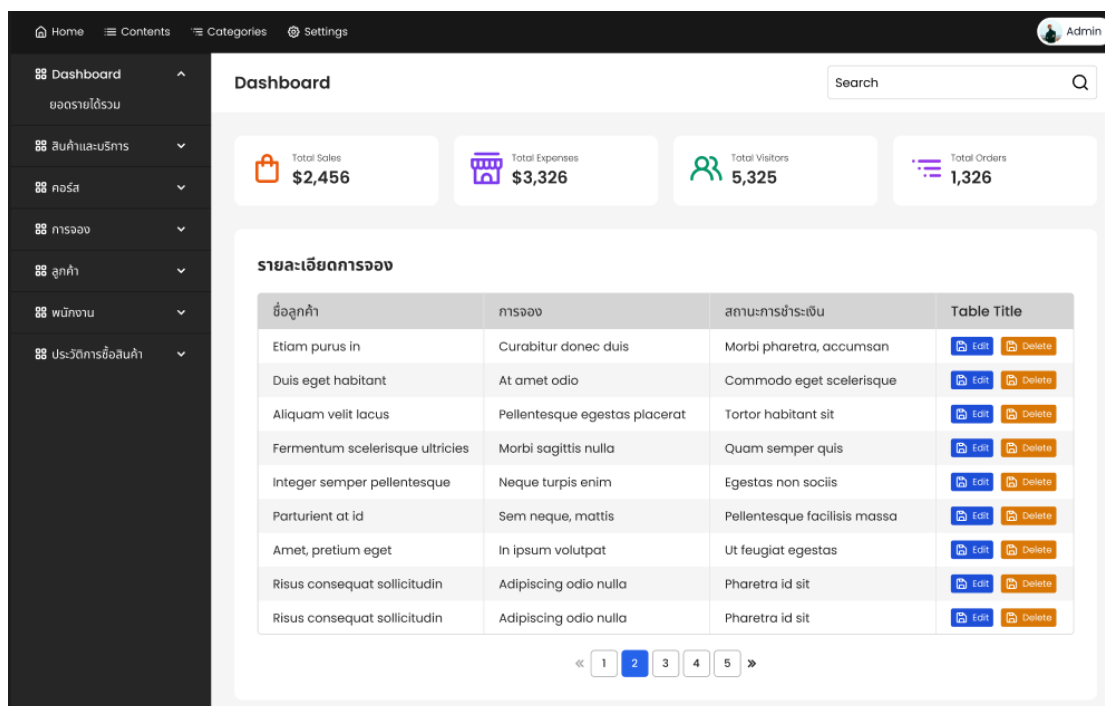 Home Contents Categories Settings Admin
Dashboard
ยอดรายได้รวม
สินค้าและบริการ
คอร์ส
การจอง
ลูกค้า
พนักงาน
ประวัติการซื้อสินค้า
Dashboard Search
Total Sales
$2,456
Total Expenses
$3,326
Total Visitors
5,325
Total Orders
1,326
รายละเอียดการจอง
ชื่อลูกค้า การจอง สถานะการชำระเงิน Table Title
Etiam purus in Curabitur donec duis Morbi pharetra, accumsan Edit Delete
Duis eget habitant At amet odio Commodo eget scelerisque Edit Delete
Aliquam velit lacus Pellentesque egestas placerat Tortor habitant sit Edit Delete
Fermentum scelerisque ultricies Morbi sagittis nulla Quam semper quis Edit Delete
Integer semper pellentesque Neque turpis enim Egestas non sociis Edit Delete
Parturient at id Sem neque, mattis Pellentesque facilisis massa Edit Delete
Amet, pretium eget In ipsum volutpat Ut feugiat egestas Edit Delete
Risus consequat sollicitudin Adipiscing odio nulla Pharetra id sit Edit Delete
Risus consequat sollicitudin Adipiscing odio nulla Pharetra id sit Edit Delete
« 1 2 3 4 5 »